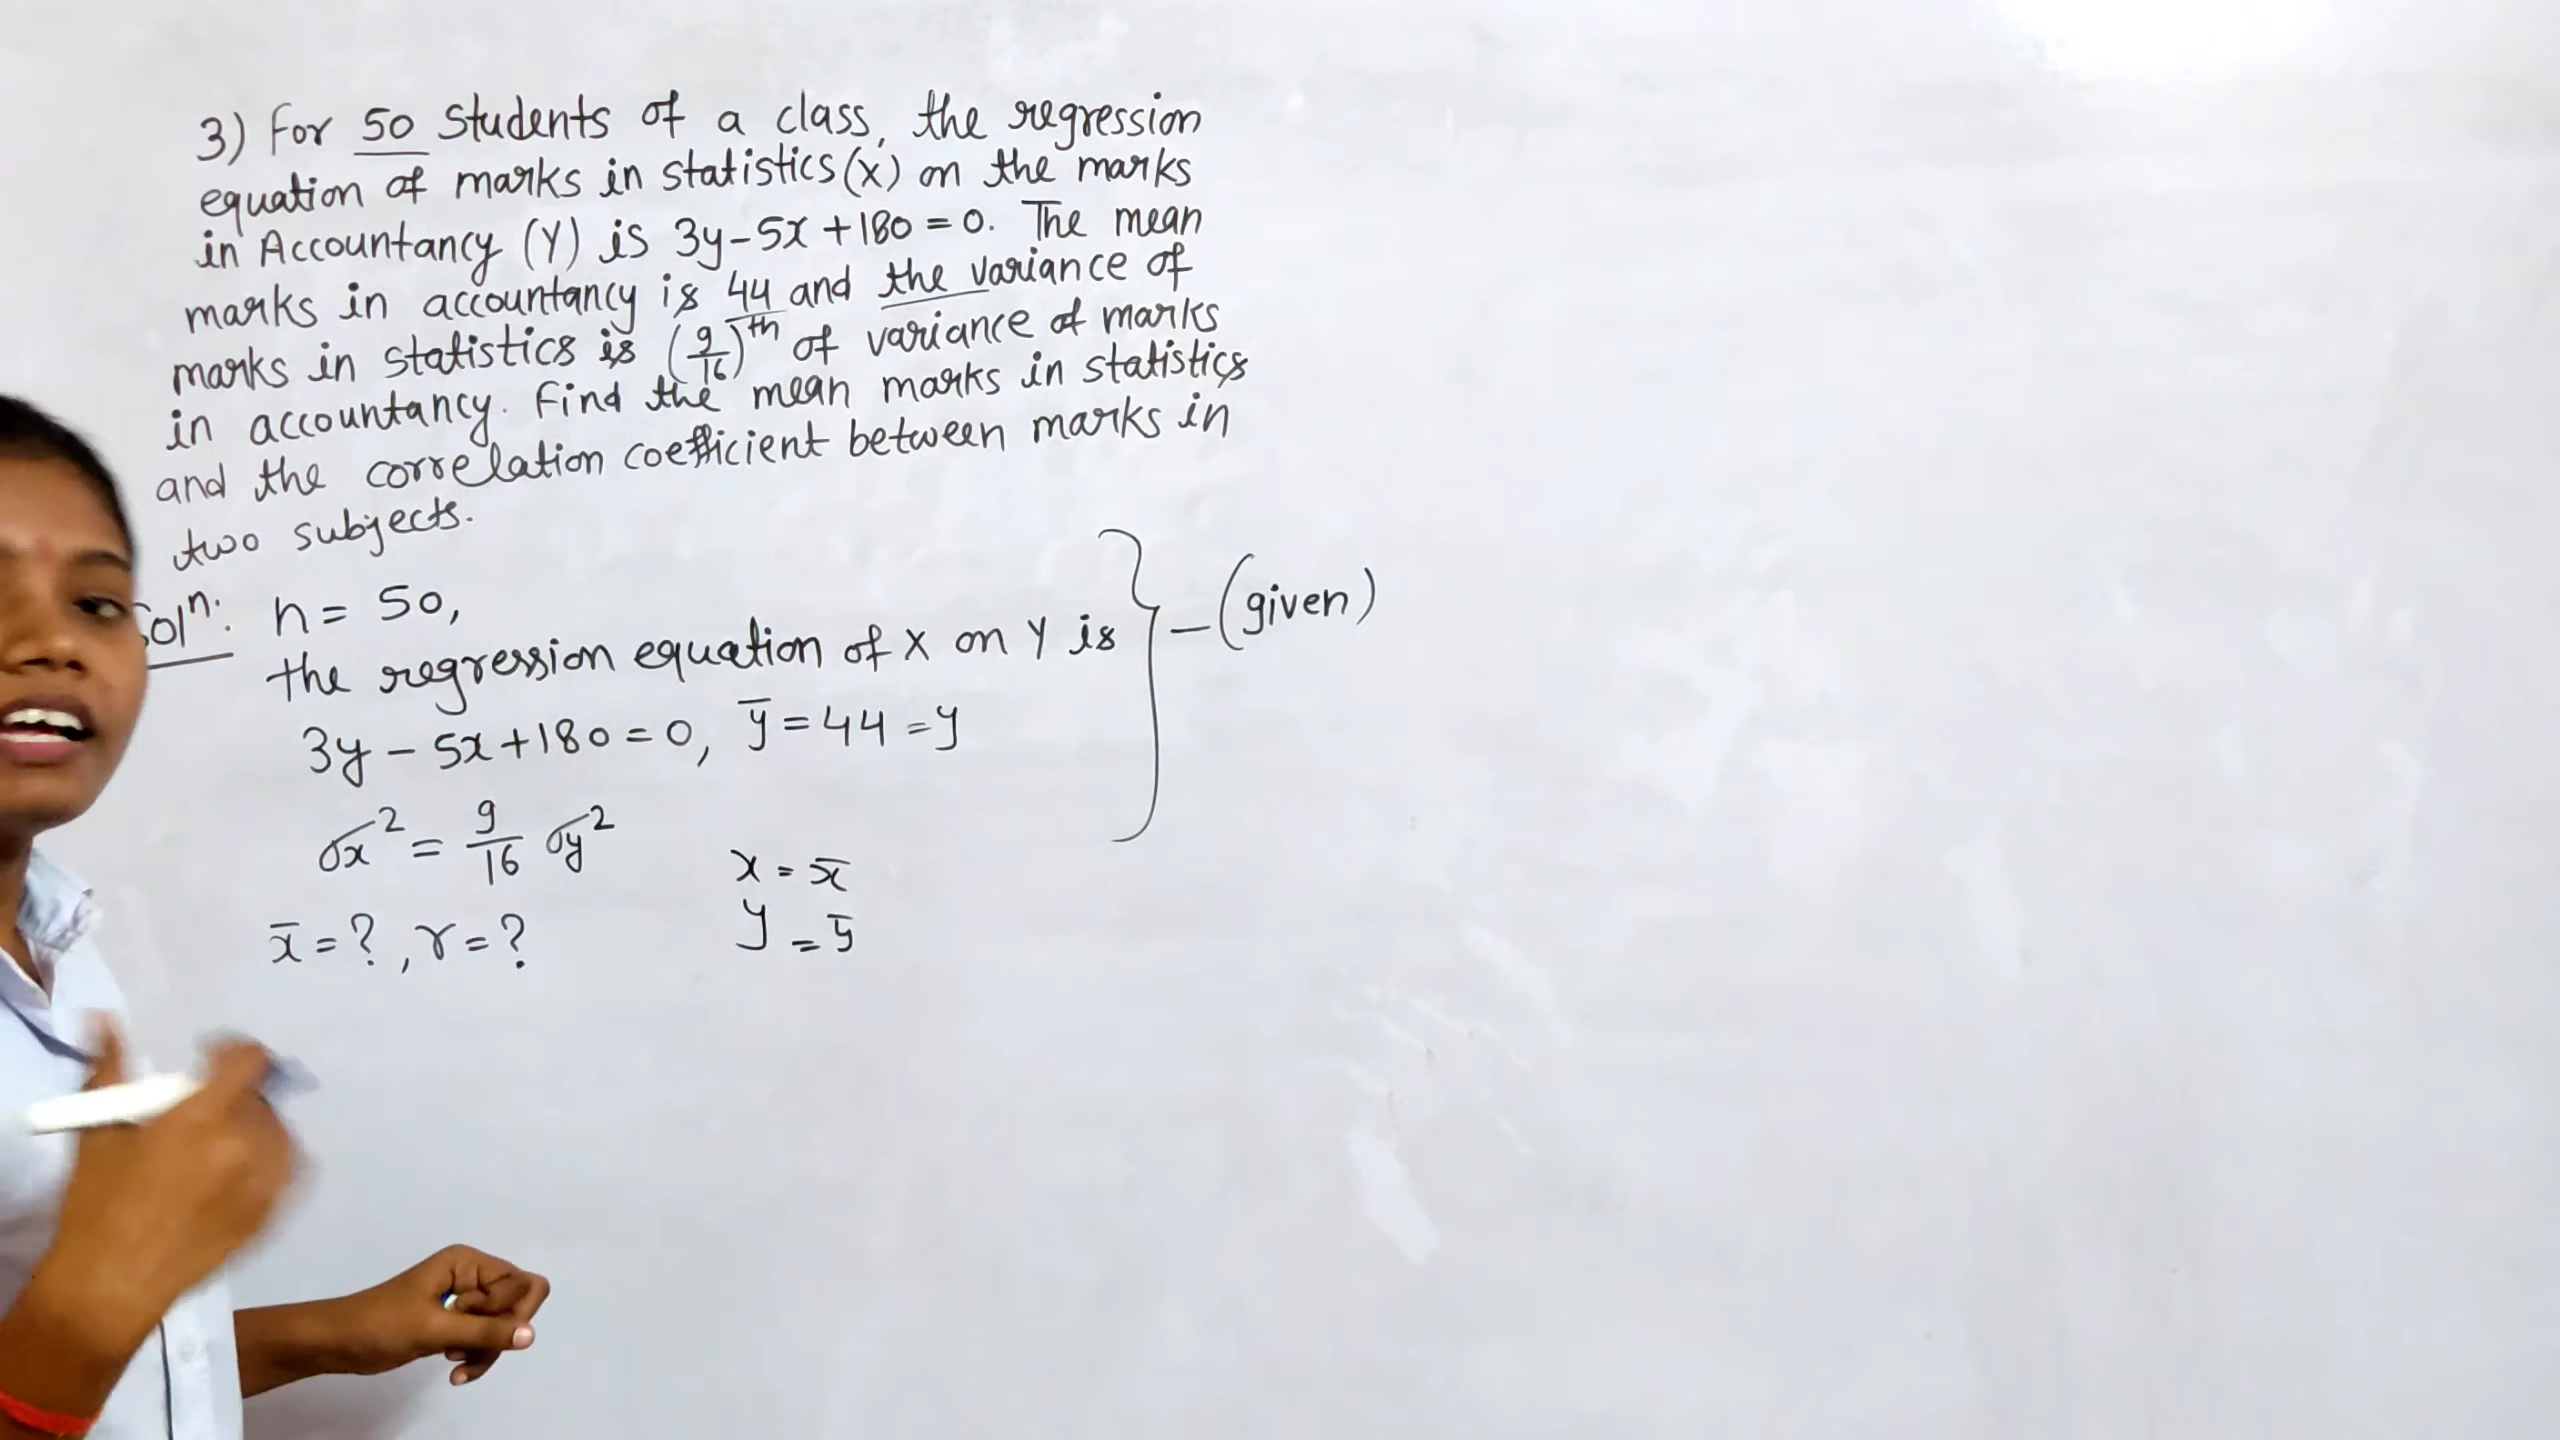 3) For 50 students of a class, the regression
equation of marks in statistics (X) on the marks
in Accountancy (Y) is 3y-5x+180=0. The mean
marks in accountancy is 44 and the variance of
marks in statistics is (9/16)th of variance of marks
in accountancy. Find the mean marks in statistics
and the correlation coefficient between marks in
two subjects.
Solⁿ: n = 50,
the regression equation of X on Y is } - (given)
3y - 5x + 180 = 0, ȳ = 44 = y
σx² = 9/16 σy²
x = x̄
y = ȳ
x̄ = ?, r = ?